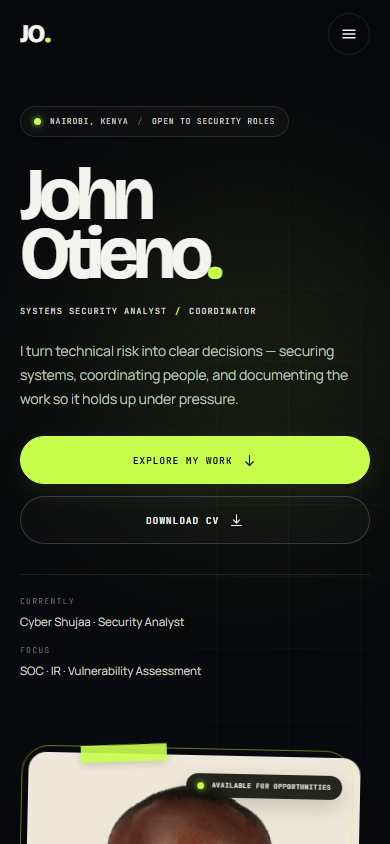 JO.
NAIROBI, KENYA / OPEN TO SECURITY ROLES
John
Otieno.
SYSTEMS SECURITY ANALYST / COORDINATOR
I turn technical risk into clear decisions — securing
systems, coordinating people, and documenting the
work so it holds up under pressure.
EXPLORE MY WORK
DOWNLOAD CV
CURRENTLY
Cyber Shujaa · Security Analyst
FOCUS
SOC · IR · Vulnerability Assessment
AVAILABLE FOR OPPORTUNITIES